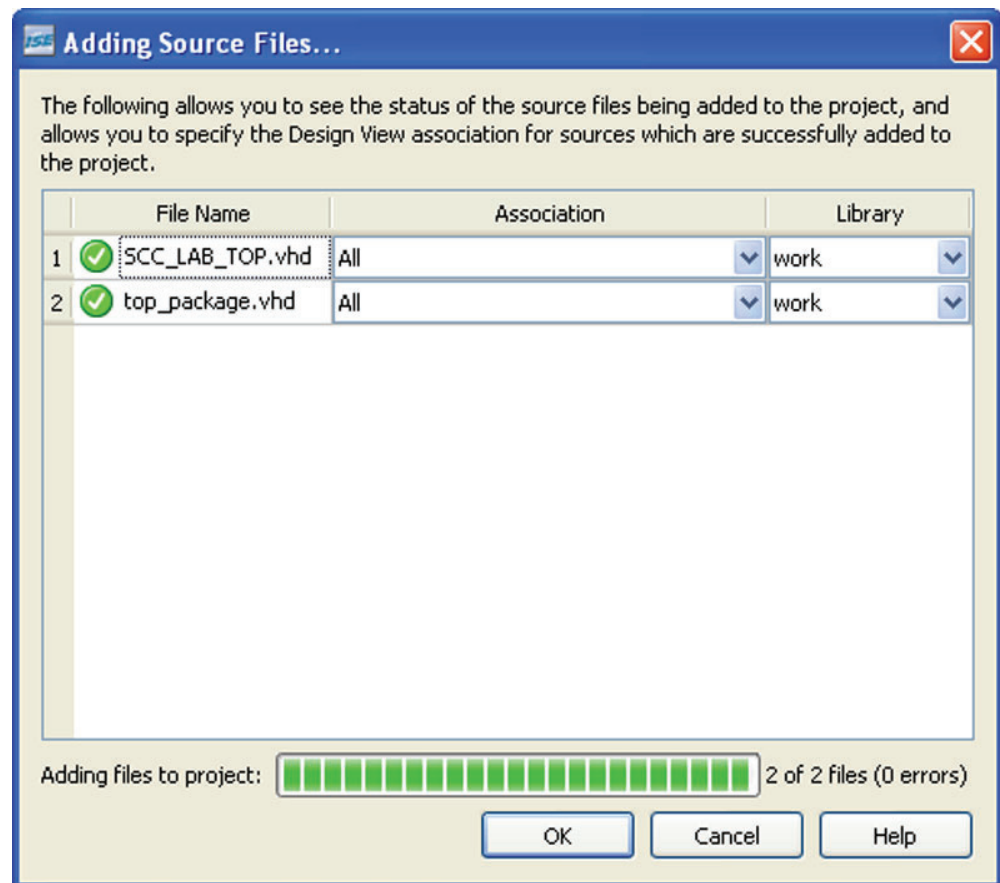 ISE Adding Source Files...
The following allows you to see the status of the source files being added to the project, and
allows you to specify the Design View association for sources which are successfully added to
the project.
File Name Association Library
1 SCC_LAB_TOP.vhd All work
2 top_package.vhd All work
Adding files to project: 2 of 2 files (0 errors)
OK Cancel Help